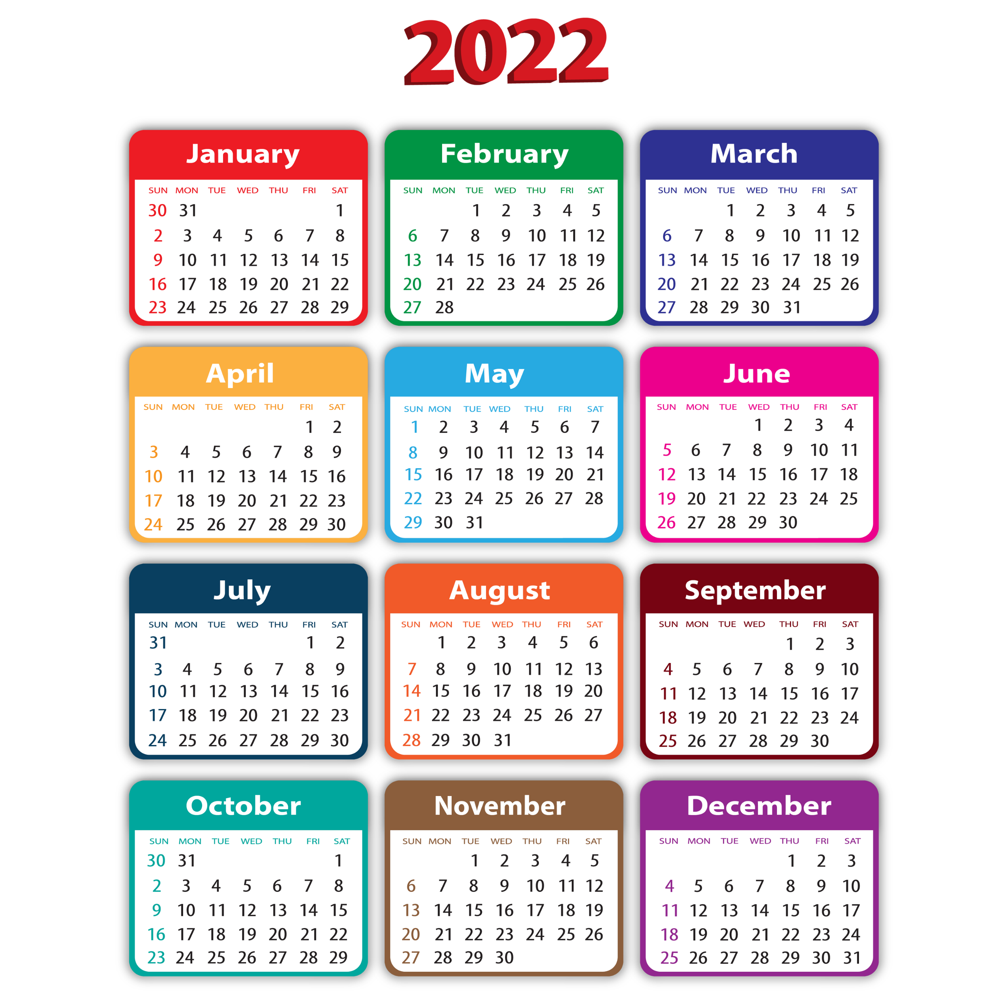 2022
January
SUN MON TUE WED THU FRI SAT
30 31 1
2 3 4 5 6 7 8
9 10 11 12 13 14 15
16 17 18 19 20 21 22
23 24 25 26 27 28 29
February
SUN MON TUE WED THU FRI SAT
1 2 3 4 5
6 7 8 9 10 11 12
13 14 15 16 17 18 19
20 21 22 23 24 25 26
27 28
March
SUN MON TUE WED THU FRI SAT
1 2 3 4 5
6 7 8 9 10 11 12
13 14 15 16 17 18 19
20 21 22 23 24 25 26
27 28 29 30 31
April
SUN MON TUE WED THU FRI SAT
1 2
3 4 5 6 7 8 9
10 11 12 13 14 15 16
17 18 19 20 21 22 23
24 25 26 27 28 29 30
May
SUN MON TUE WED THU FRI SAT
1 2 3 4 5 6 7
8 9 10 11 12 13 14
15 16 17 18 19 20 21
22 23 24 25 26 27 28
29 30 31
June
SUN MON TUE WED THU FRI SAT
1 2 3 4
5 6 7 8 9 10 11
12 13 14 15 16 17 18
19 20 21 22 23 24 25
26 27 28 29 30
July
SUN MON TUE WED THU FRI SAT
31 1 2
3 4 5 6 7 8 9
10 11 12 13 14 15 16
17 18 19 20 21 22 23
24 25 26 27 28 29 30
August
SUN MON TUE WED THU FRI SAT
1 2 3 4 5 6
7 8 9 10 11 12 13
14 15 16 17 18 19 20
21 22 23 24 25 26 27
28 29 30 31
September
SUN MON TUE WED THU FRI SAT
1 2 3
4 5 6 7 8 9 10
11 12 13 14 15 16 17
18 19 20 21 22 23 24
25 26 27 28 29 30
October
SUN MON TUE WED THU FRI SAT
30 31 1
2 3 4 5 6 7 8
9 10 11 12 13 14 15
16 17 18 19 20 21 22
23 24 25 26 27 28 29
November
SUN MON TUE WED THU FRI SAT
1 2 3 4 5
6 7 8 9 10 11 12
13 14 15 16 17 18 19
20 21 22 23 24 25 26
27 28 29 30
December
SUN MON TUE WED THU FRI SAT
1 2 3
4 5 6 7 8 9 10
11 12 13 14 15 16 17
18 19 20 21 22 23 24
25 26 27 28 29 30 31